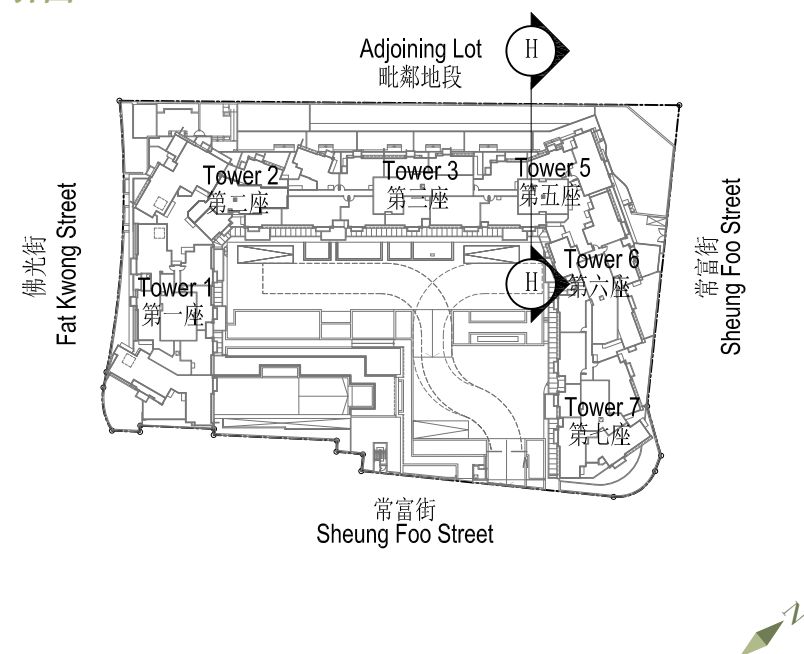 Adjoining Lot
毗鄰地段
H
Tower 2
第二座
Tower 3
第三座
Tower 5
第五座
佛光街
Fat Kwong Street
Tower 1
第一座
H
Tower 6
第六座
常富街
Sheung Foo Street
Tower 7
第七座
常富街
Sheung Foo Street
N